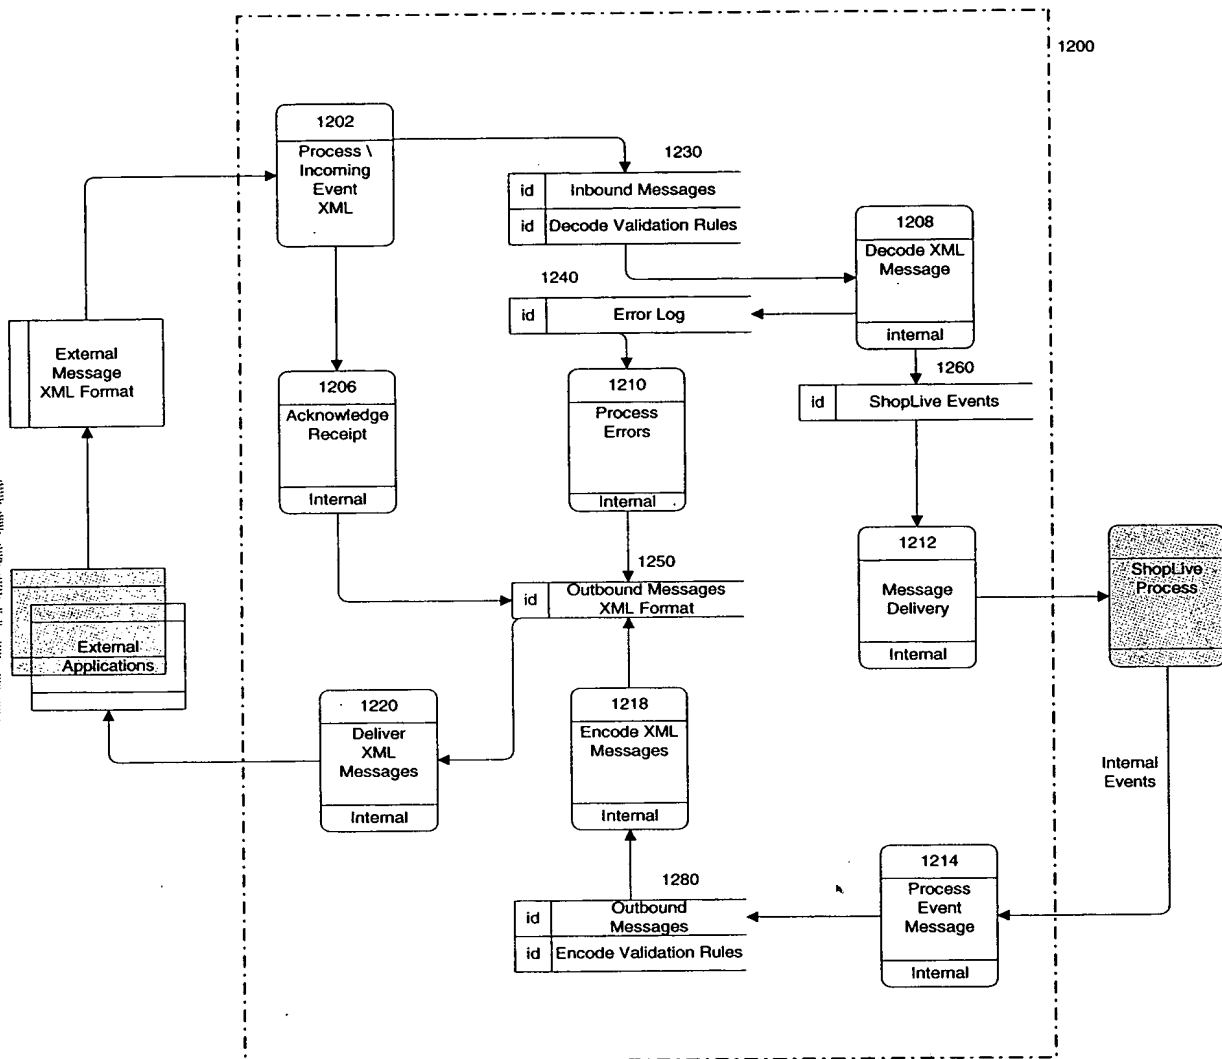 1200
1202
Process \
Incoming
Event
XML
1230
id Inbound Messages
id Decode Validation Rules
1208
Decode XML
Message
internal
1240
id Error Log
External
Message
XML Format
1206
Acknowledge
Receipt
Internal
1210
Process
Errors
Internal
1260
id ShopLive Events
1212
Message
Delivery
Internal
ShopLive
Process
1250
id Outbound Messages
XML Format
External
Applications
1220
Deliver
XML
Messages
Internal
1218
Encode XML
Messages
Internal
Internal
Events
1214
Process
Event
Message
Internal
1280
id Outbound
Messages
id Encode Validation Rules